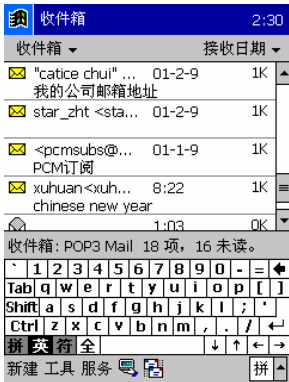 收件箱 2:30
收件箱 接收日期
"catice chui" ... 01-2-9 1K
我的公司邮箱地址
star_zht <sta... 01-2-9 1K
<pcmsubs@... 01-1-9 1K
PCM订阅
xuhuan<xuh... 8:22 1K
chinese new year
1:03 0K
收件箱: POP3 Mail 18 项，16 未读。
` 1 2 3 4 5 6 7 8 9 0 - =
Tab q w e r t y u i o p [ ]
Shift a s d f g h j k l ; '
Ctrl z x c v b n m , . / ↵
拼 英 符 全 ↓ ↑ ← →
新建 工具 服务 拼